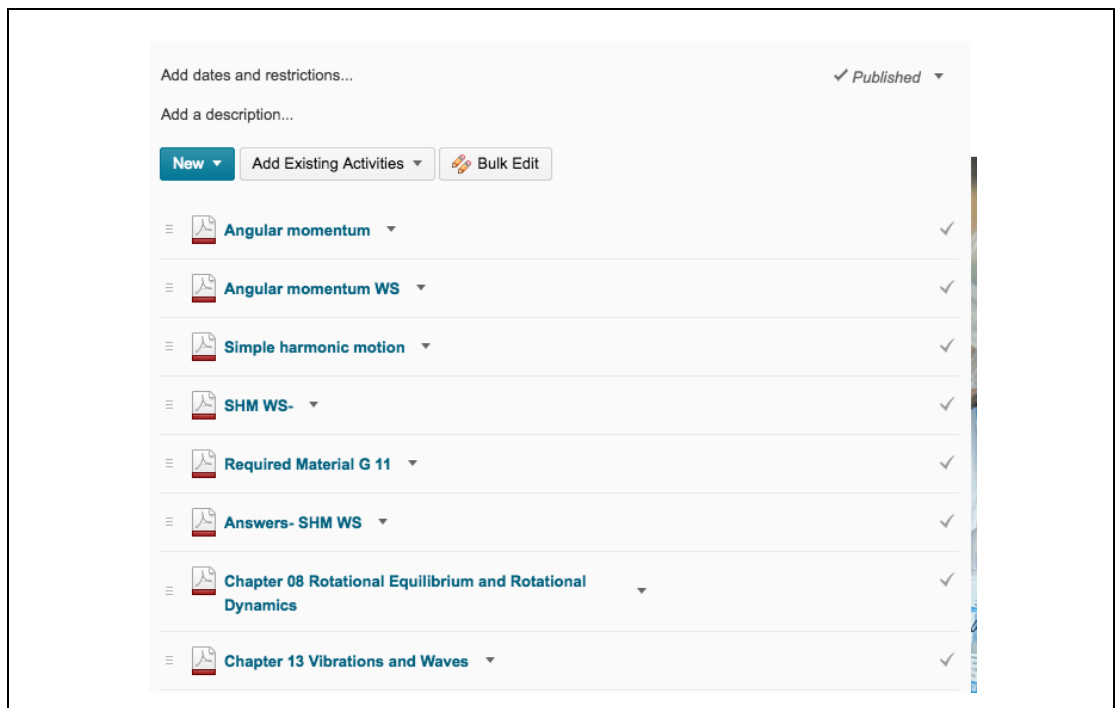 Add dates and restrictions...
Published
Add a description...
New
Add Existing Activities
Bulk Edit
Angular momentum
Angular momentum WS
Simple harmonic motion
SHM WS-
Required Material G 11
Answers- SHM WS
Chapter 08 Rotational Equilibrium and Rotational
Dynamics
Chapter 13 Vibrations and Waves